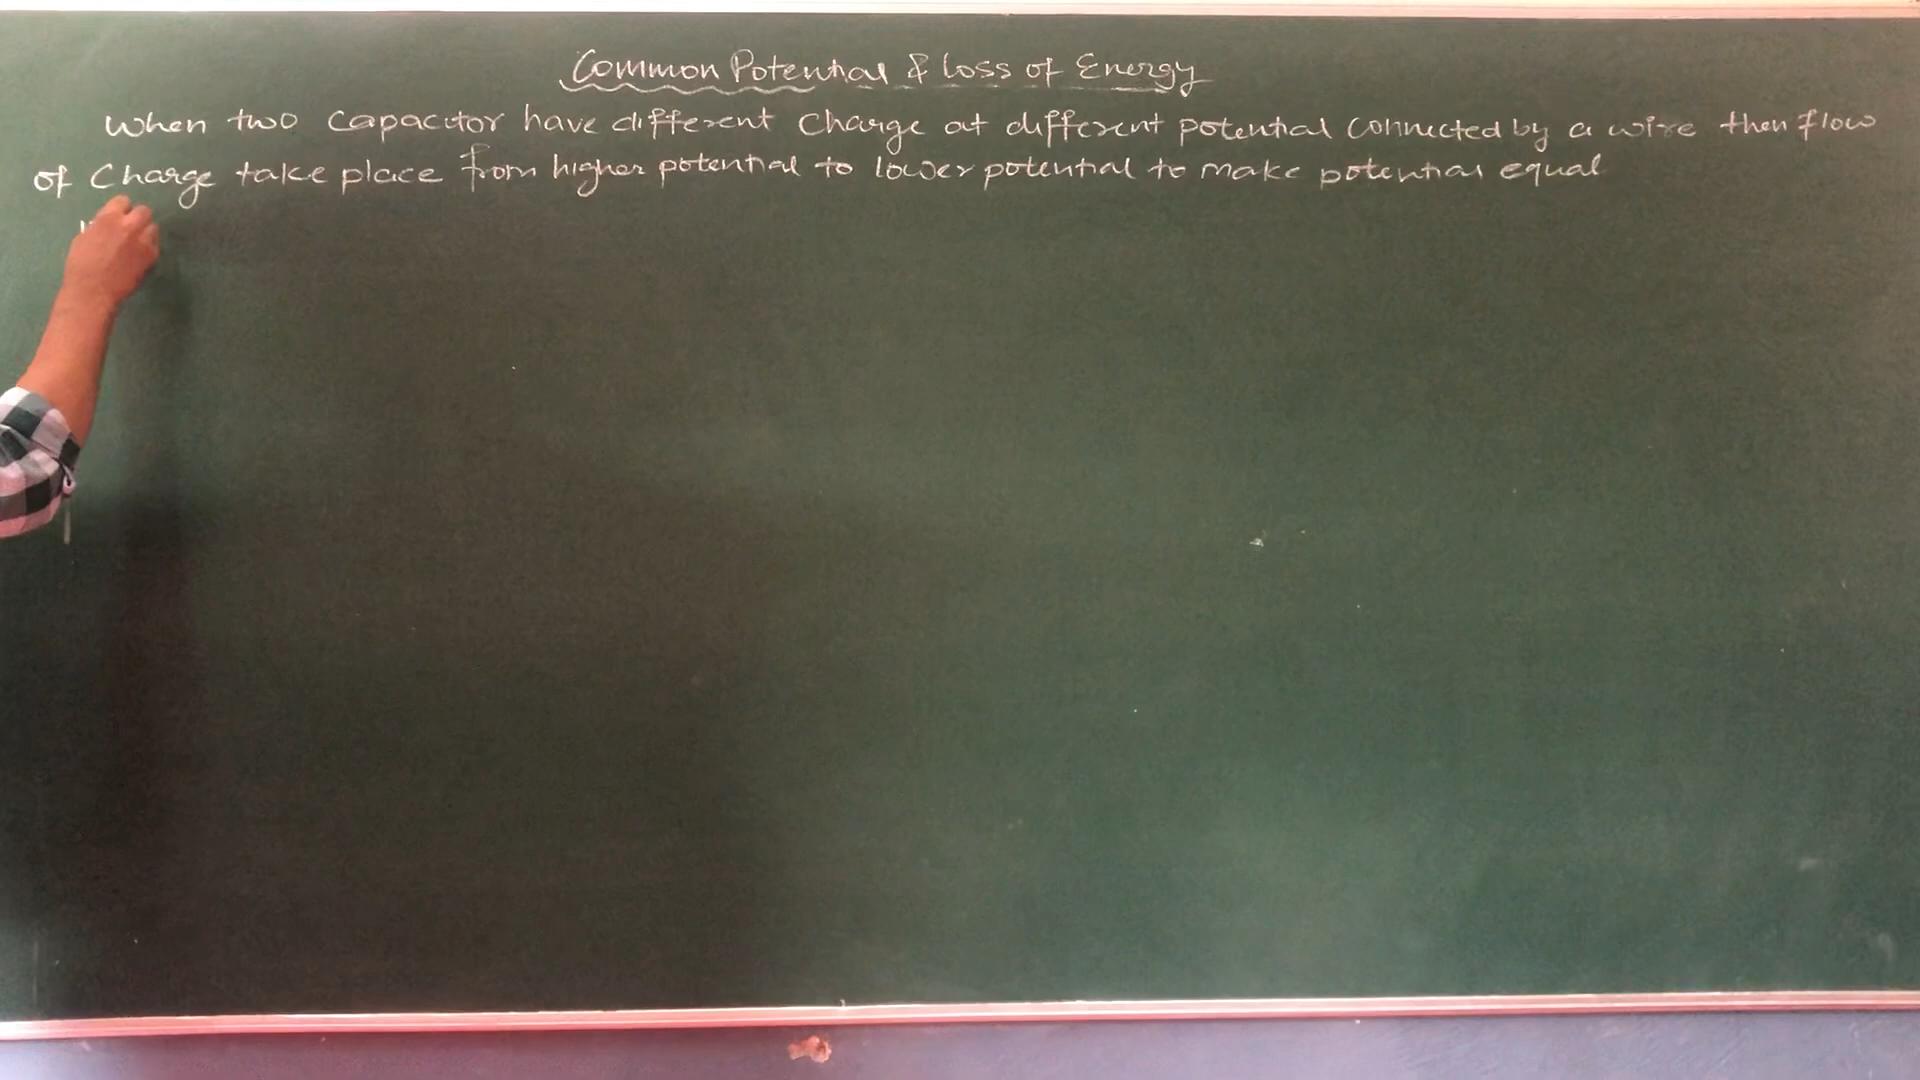 Common Potential & Loss of Energy
When two capacitor have different charge at different potential connected by a wire then flow
of charge take place from higher potential to lower potential to make potential equal